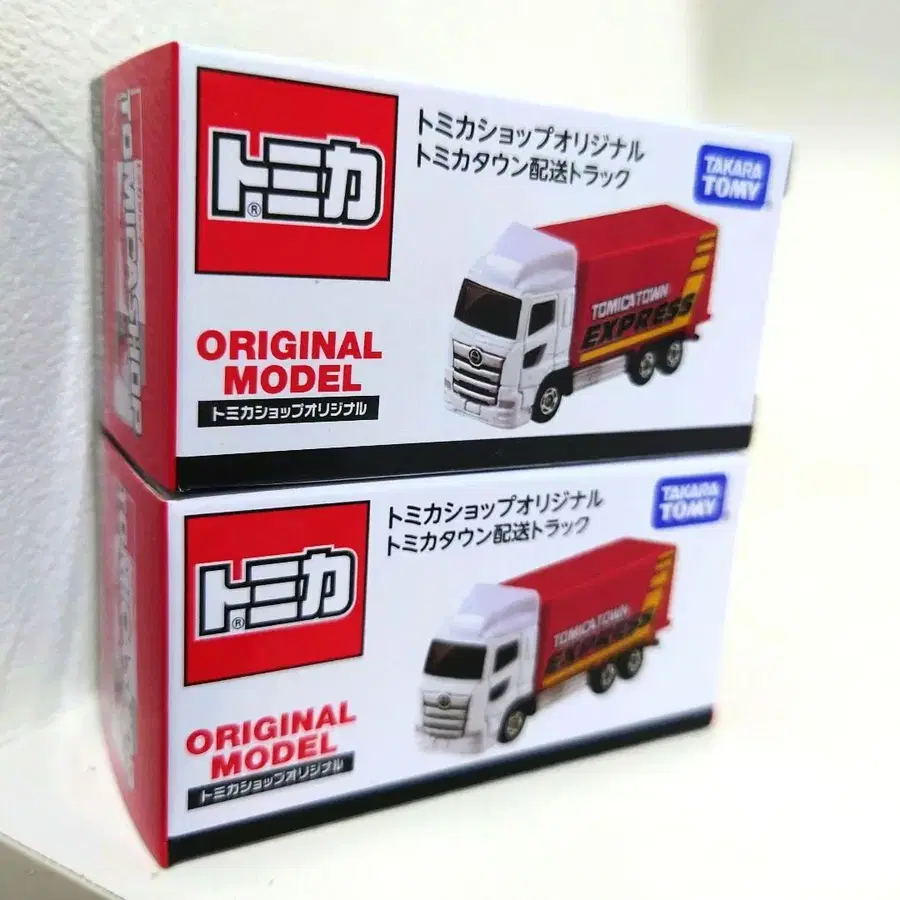 トミカ
®
トミカショップオリジナル
トミカタウン配送トラック
TAKARA
TOMY
TOMICATOWN
EXPRESS
ORIGINAL
MODEL
トミカショップオリジナル
TOMICASHOP
トミカ
®
トミカショップオリジナル
トミカタウン配送トラック
TAKARA
TOMY
TOMICATOWN
EXPRESS
ORIGINAL
MODEL
トミカショップオリジナル